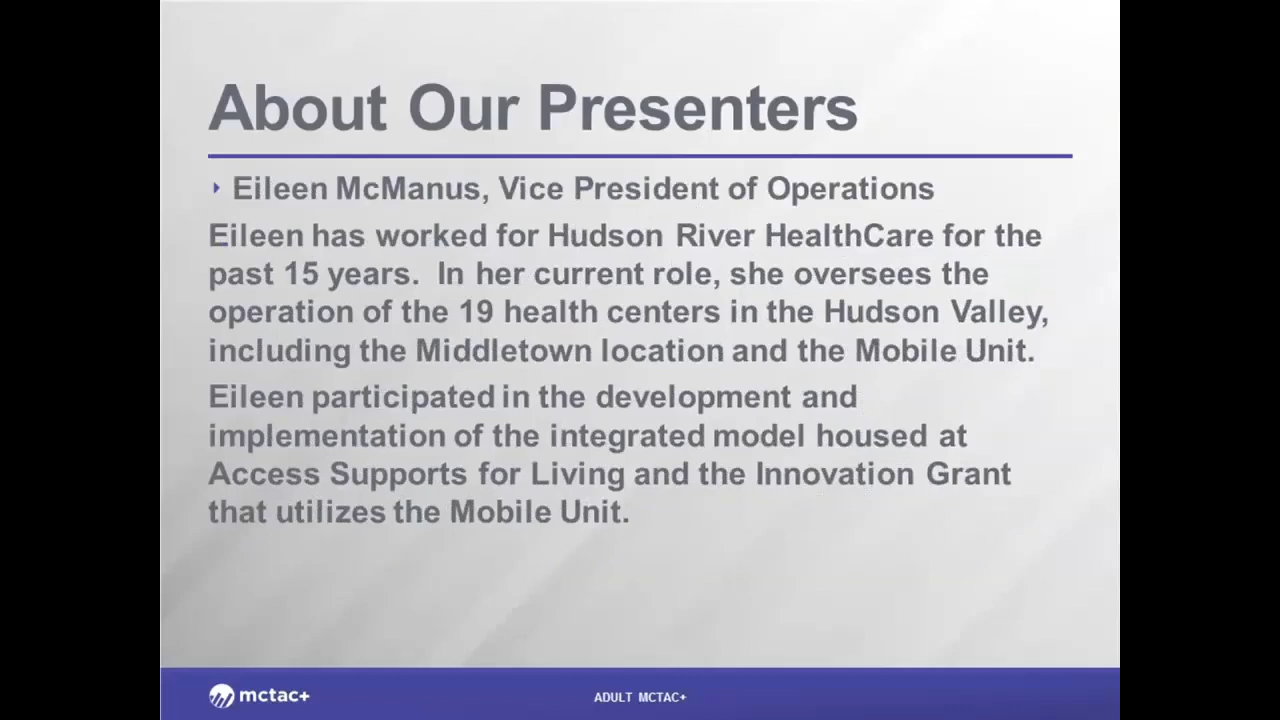 About Our Presenters
Eileen McManus, Vice President of Operations
Eileen has worked for Hudson River HealthCare for the
past 15 years. In her current role, she oversees the
operation of the 19 health centers in the Hudson Valley,
including the Middletown location and the Mobile Unit.
Eileen participated in the development and
implementation of the integrated model housed at
Access Supports for Living and the Innovation Grant
that utilizes the Mobile Unit.
mctac+
ADULT MCTAC+